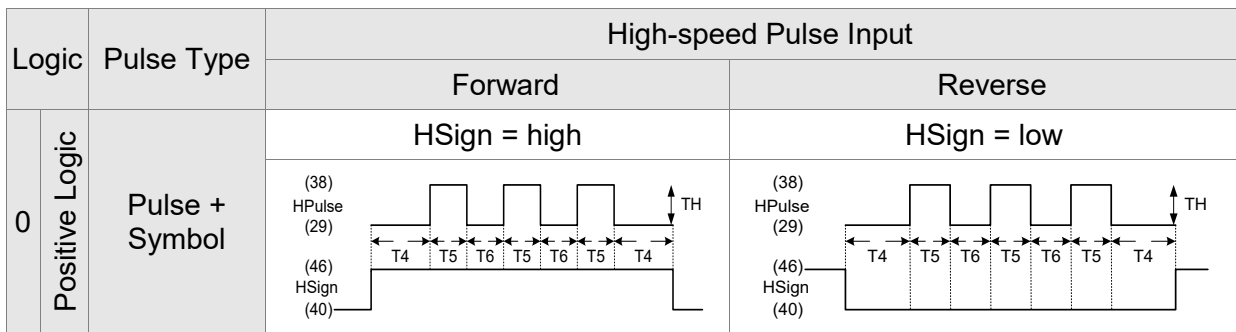 Logic
Pulse Type
High-speed Pulse Input
Forward
Reverse
0
Positive Logic
Pulse +
Symbol
HSign = high
(38)
HPulse
(29)
TH
T4 T5 T6 T5 T6 T5 T4
(46)
HSign
(40)
HSign = low
(38)
HPulse
(29)
TH
T4 T5 T6 T5 T6 T5 T4
(46)
HSign
(40)